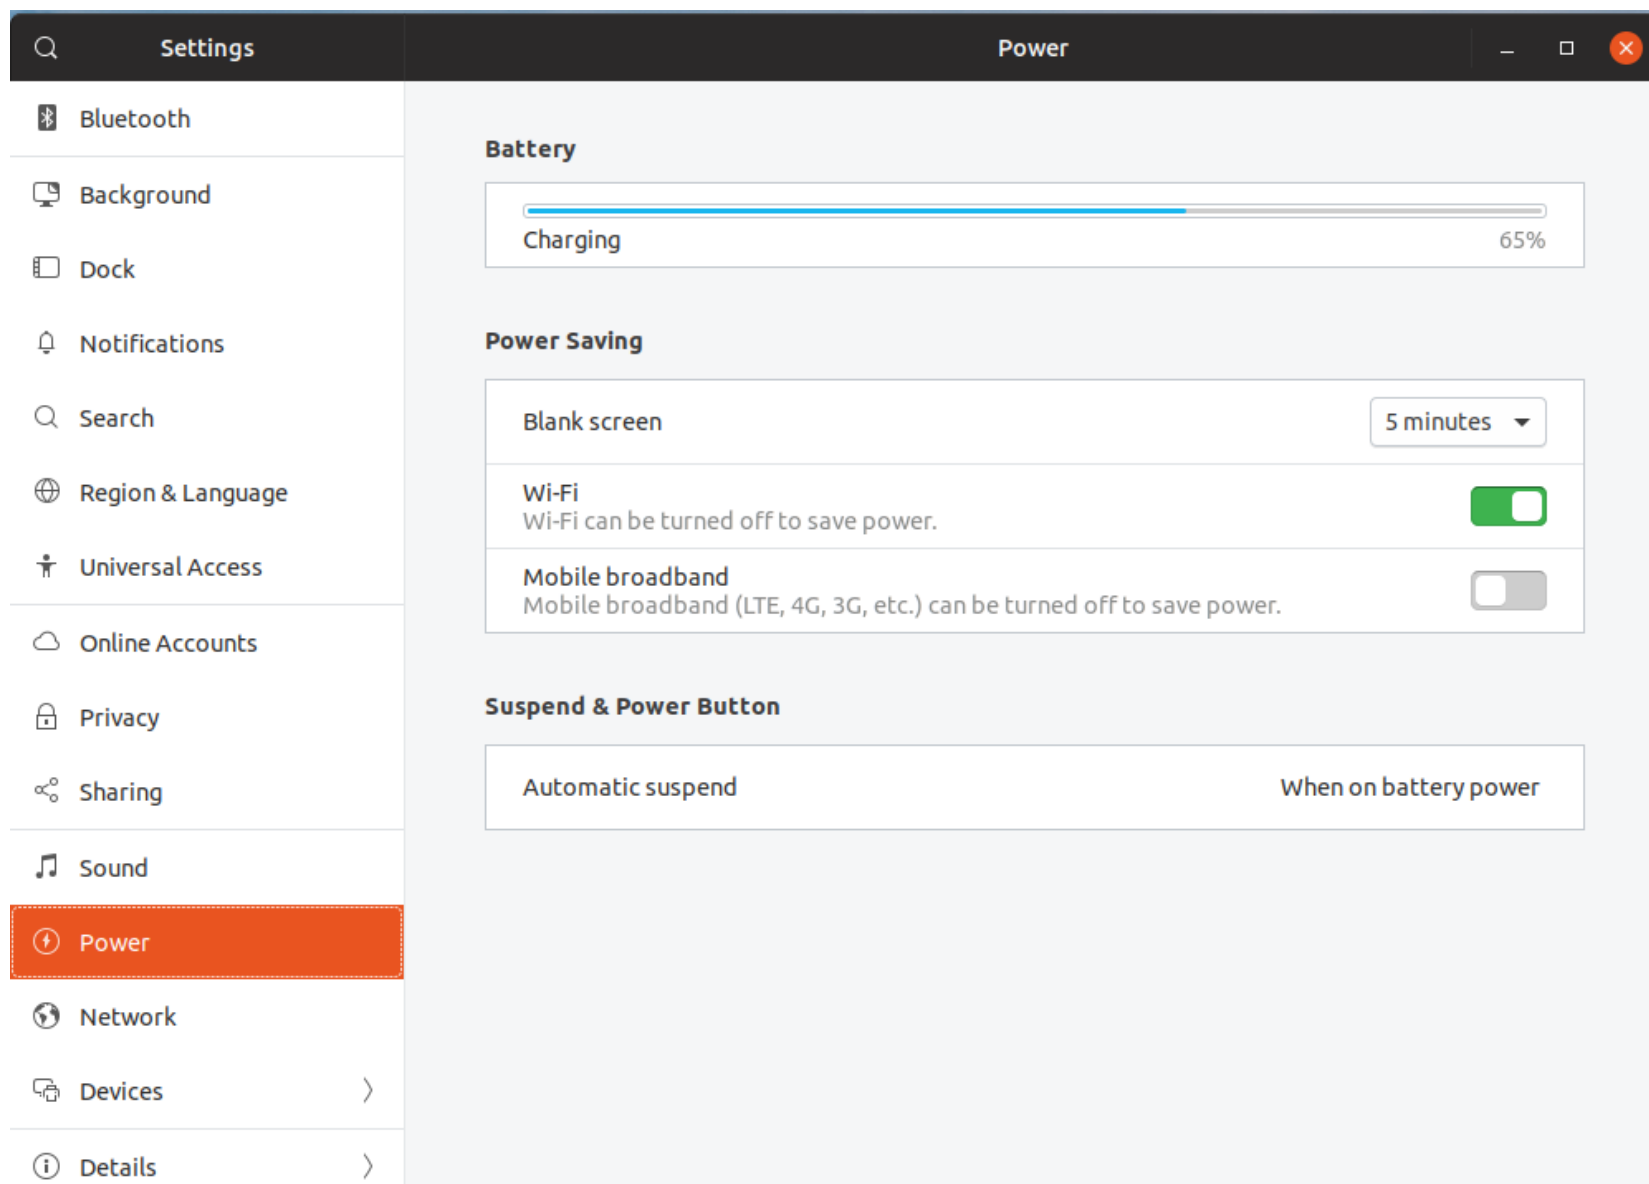 Settings
Power
Bluetooth
Background
Dock
Notifications
Search
Region & Language
Universal Access
Online Accounts
Privacy
Sharing
Sound
Power
Network
Devices
Details
Battery
Charging 65%
Power Saving
Blank screen 5 minutes
Wi-Fi
Wi-Fi can be turned off to save power.
Mobile broadband
Mobile broadband (LTE, 4G, 3G, etc.) can be turned off to save power.
Suspend & Power Button
Automatic suspend When on battery power